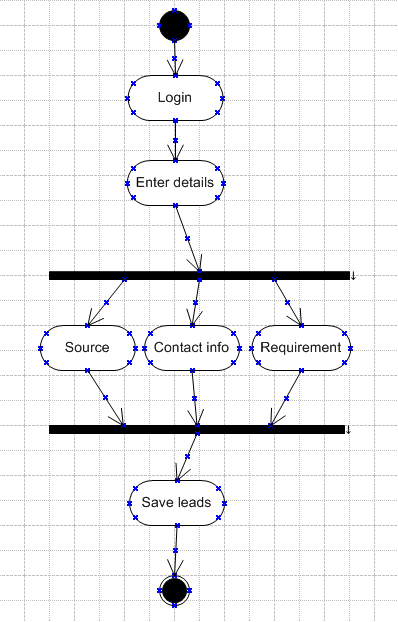 Login
Enter details
Source
Contact info
Requirement
Save leads